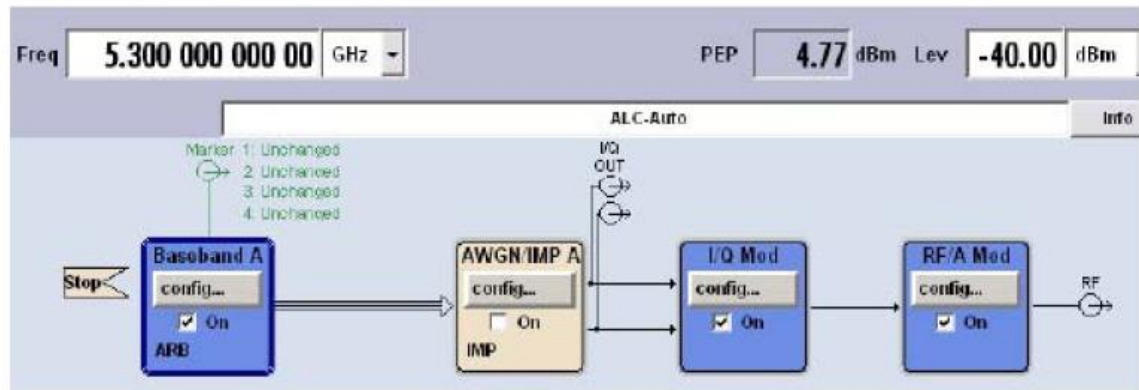 Freq 5.300 000 000 00 GHz PEP 4.77 dBm Lev -40.00 dBm
ALC-Auto Info
Marker 1: Unchanged
2: Unchanged
3: Unchanged
4: Unchanged
I/Q
OUT
Baseband A AWGN/IMP A I/Q Mod RF/A Mod
Stop config... config... config... config... RF
On On On On
ARB IMP